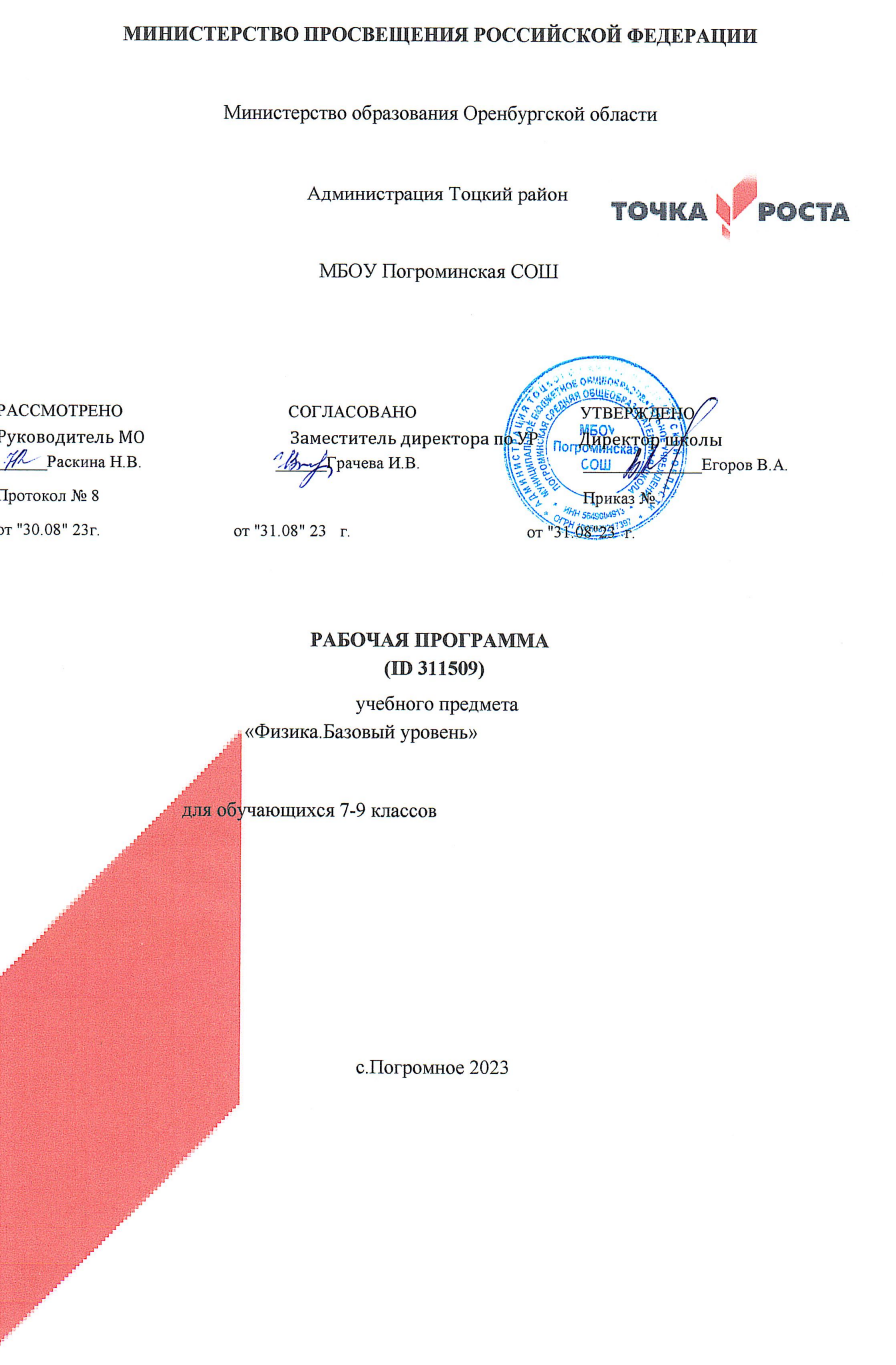 МИНИСТЕРСТВО ПРОСВЕЩЕНИЯ РОССИЙСКОЙ ФЕДЕРАЦИИ
Министерство образования Оренбургской области
Администрация Тоцкий район
ТОЧКА РОСТА
МБОУ Погроминская СОШ
РАССМОТРЕНО
Руководитель МО
Раскина Н.В.
Протокол № 8
от "30.08" 23г.
СОГЛАСОВАНО
Заместитель директора по УР
Грачева И.В.
от "31.08" 23 г.
УТВЕРЖДЕНО
Директор школы
Егоров В.А.
Приказ №
от "31.08"23 г.
МБОУ
Погроминская
СОШ
РАБОЧАЯ ПРОГРАММА
(ID 311509)
учебного предмета
«Физика.Базовый уровень»
для обучающихся 7-9 классов
с.Погромное 2023